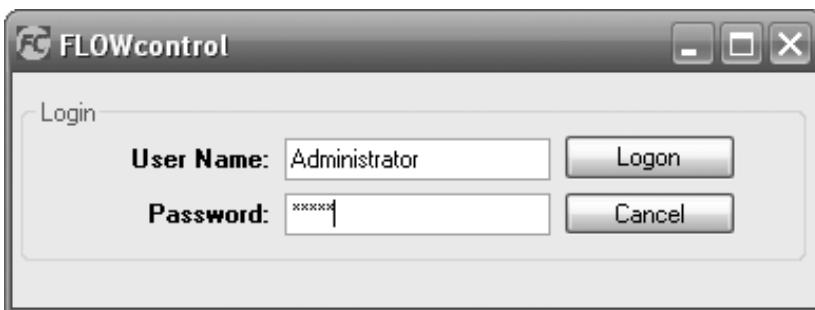 FC FLOWcontrol
Login
User Name: Administrator Logon
Password: ***** Cancel